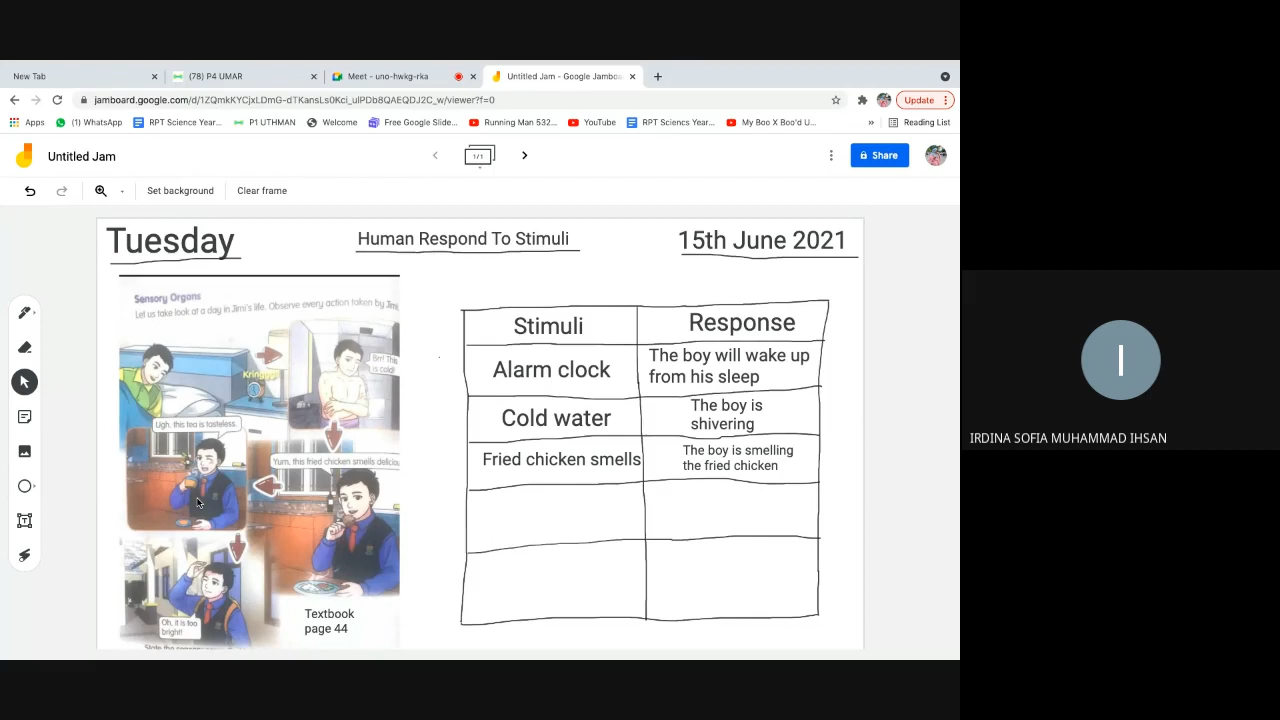 New Tab
(78) P4 UMAR
Meet - uno-hwkg-rka
Untitled Jam - Google Jamboa
jamboard.google.com/d/1ZQmkKYCjxLDmG-dTKansLs0Kci_ulPDb8QAEQDJ2C_w/viewer?f=0
Update
Apps
(1) WhatsApp
RPT Science Year...
P1 UTHMAN
Welcome
Free Google Slide...
Running Man 532...
YouTube
RPT Sciencs Year...
My Boo X Boo'd U...
»
Reading List
Untitled Jam
1/1
Share
Set background
Clear frame
Tuesday
Human Respond To Stimuli
15th June 2021
Sensory Organs
Let us take look at a day in Jimi's life. Observe every action taken by Jimi
Kringgg
Brr! This
is cold!
Ugh, this tea is tasteless.
Yum, this fried chicken smells delicious
Oh, it is too
bright!
Textbook
page 44
Stimuli
Response
Alarm clock
The boy will wake up
from his sleep
Cold water
The boy is
shivering
Fried chicken smells
The boy is smelling
the fried chicken
I
IRDINA SOFIA MUHAMMAD IHSAN